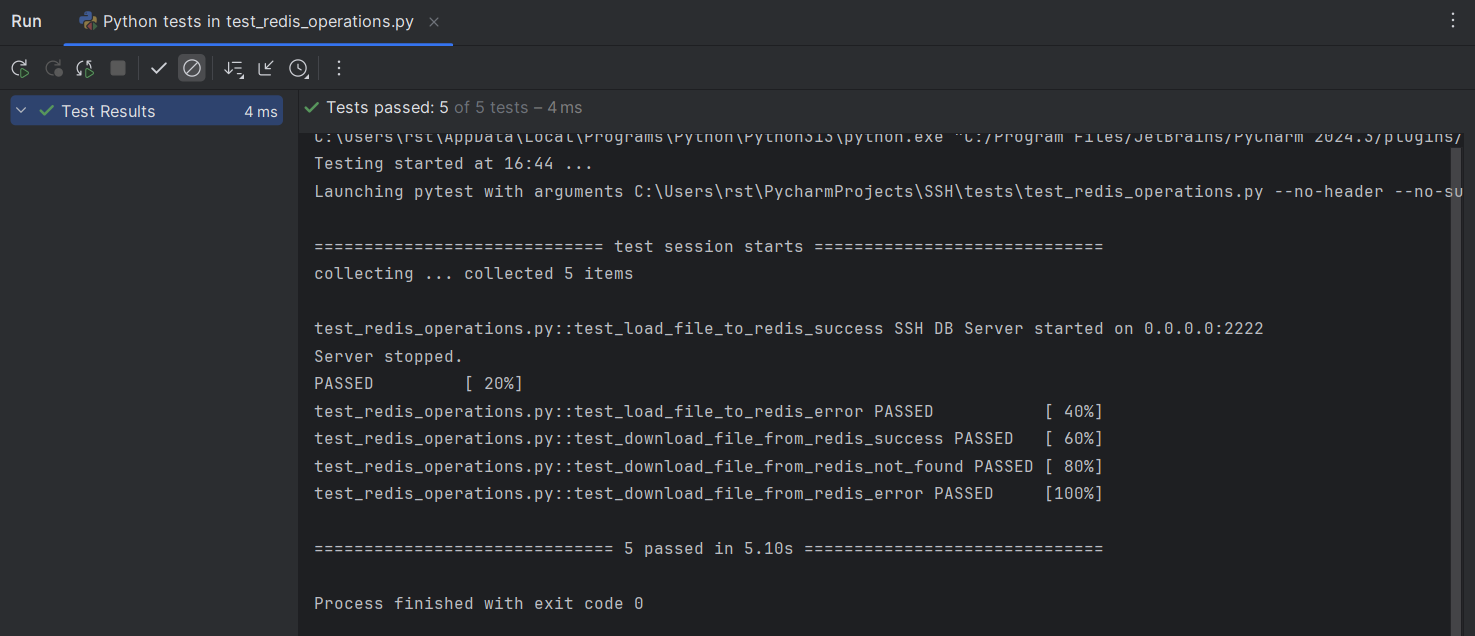 Run
Python tests in test_redis_operations.py
Test Results 4 ms
Tests passed: 5 of 5 tests – 4 ms
C:\Users\rst\AppData\Local\Programs\Python\Python313\python.exe "C:/Program Files/JetBrains/PyCharm 2024.3/plugins/
Testing started at 16:44 ...
Launching pytest with arguments C:\Users\rst\PycharmProjects\SSH\tests\test_redis_operations.py --no-header --no-su
============================= test session starts =============================
collecting ... collected 5 items
test_redis_operations.py::test_load_file_to_redis_success SSH DB Server started on 0.0.0.0:2222
Server stopped.
PASSED         [ 20%]
test_redis_operations.py::test_load_file_to_redis_error PASSED           [ 40%]
test_redis_operations.py::test_download_file_from_redis_success PASSED   [ 60%]
test_redis_operations.py::test_download_file_from_redis_not_found PASSED [ 80%]
test_redis_operations.py::test_download_file_from_redis_error PASSED     [100%]
============================== 5 passed in 5.10s ==============================
Process finished with exit code 0